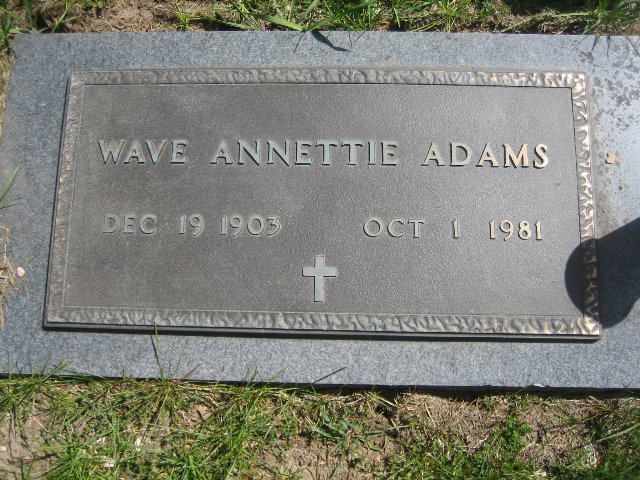 WAVE ANNETTIE ADAMS
DEC 19 1903 OCT 1 1981